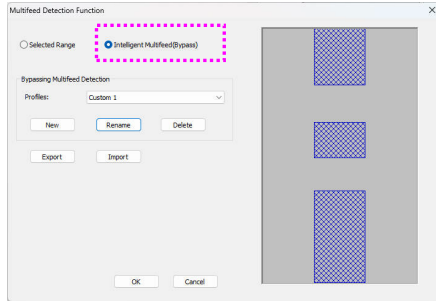 Multifeed Detection Function
Selected Range
Intelligent Multifeed(Bypass)
Bypassing Multifeed Detection
Profiles:
Custom 1
New
Rename
Delete
Export
Import
OK
Cancel